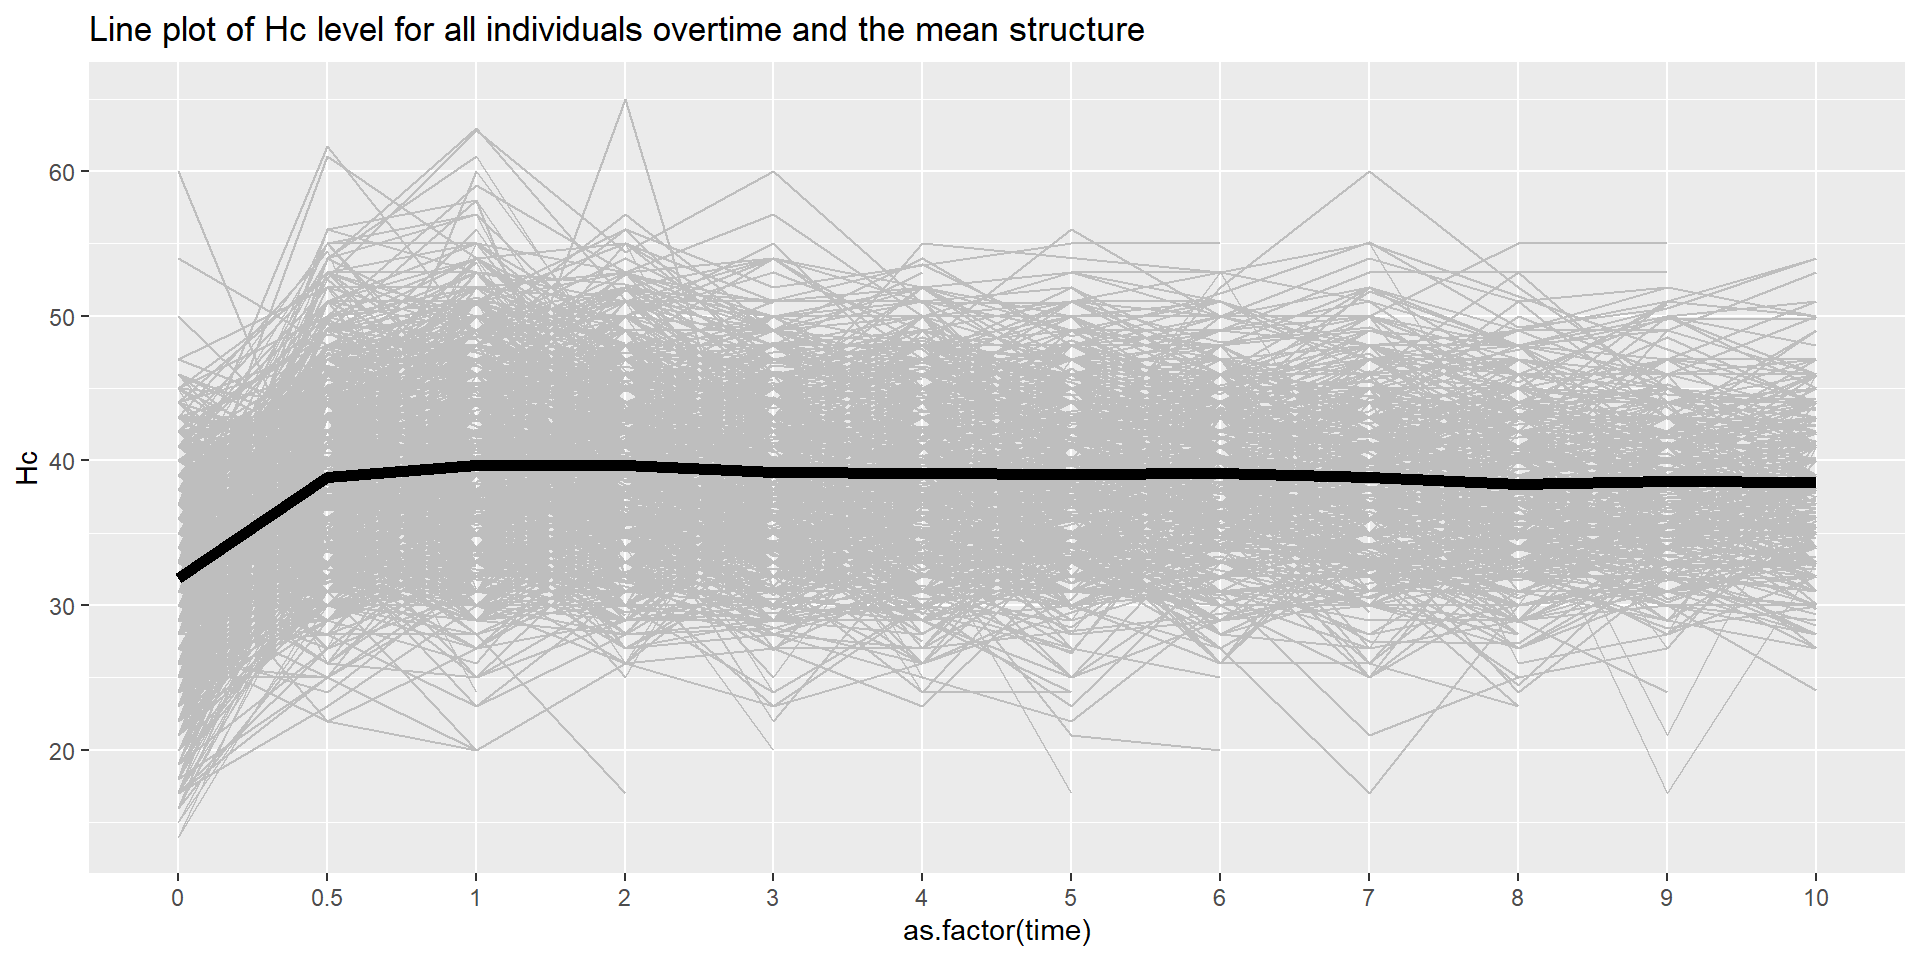 Line plot of Hc level for all individuals overtime and the mean structure
60
50
40
30
20
Hc
0 0.5 1 2 3 4 5 6 7 8 9 10
as.factor(time)